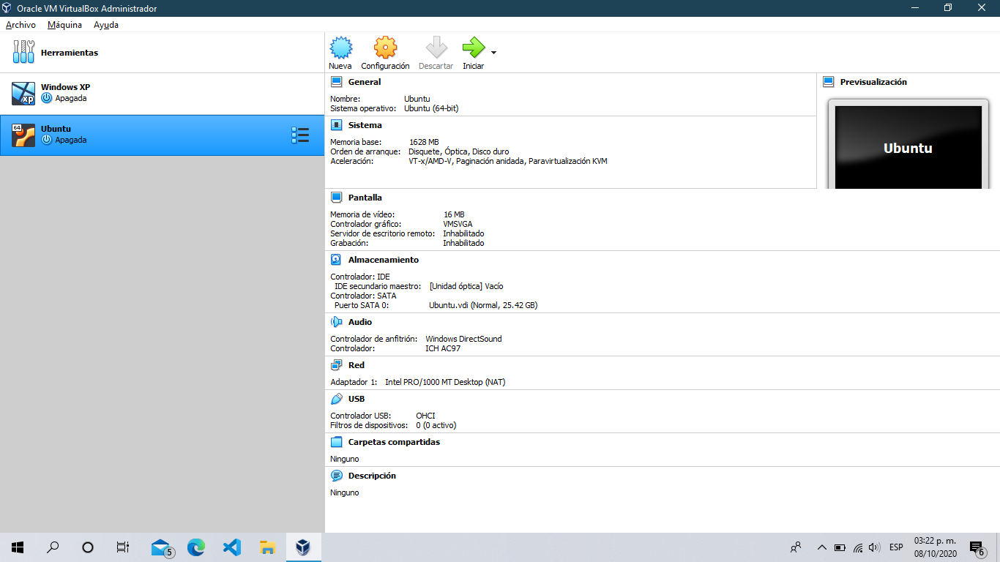 Oracle VM VirtualBox Administrador
Archivo Máquina Ayuda
Herramientas
Nueva Configuración Descartar Iniciar
Windows XP
Apagada
xp
64
Ubuntu
Apagada
General
Nombre: Ubuntu
Sistema operativo: Ubuntu (64-bit)
Previsualización
Ubuntu
Sistema
Memoria base: 1628 MB
Orden de arranque: Disquete, Óptica, Disco duro
Aceleración: VT-x/AMD-V, Paginación anidada, Paravirtualización KVM
Pantalla
Memoria de vídeo: 16 MB
Controlador gráfico: VMSVGA
Servidor de escritorio remoto: Inhabilitado
Grabación: Inhabilitado
Almacenamiento
Controlador: IDE
IDE secundario maestro: [Unidad óptica] Vacío
Controlador: SATA
Puerto SATA 0: Ubuntu.vdi (Normal, 25.42 GB)
Audio
Controlador de anfitrión: Windows DirectSound
Controlador: ICH AC97
Red
Adaptador 1: Intel PRO/1000 MT Desktop (NAT)
USB
Controlador USB: OHCI
Filtros de dispositivos: 0 (0 activo)
Carpetas compartidas
Ninguno
Descripción
Ninguno
5
ESP
03:22 p. m.
08/10/2020
6